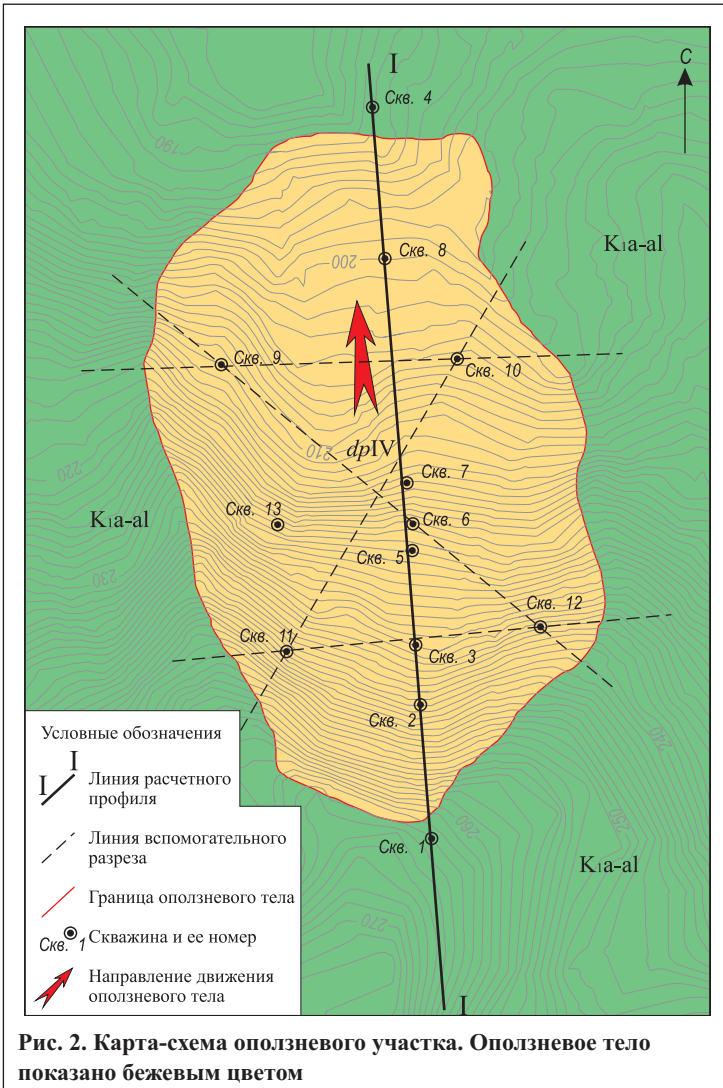 I
С
Скв. 4
190
K1a-al
Скв. 8
200
Скв. 9
Скв. 10
210
dpIV
220
Скв. 7
K1a-al
Скв. 13
Скв. 6
Скв. 5
230
Скв. 12
Скв. 11
Скв. 3
Скв. 2
240
250
260
Скв. 1
K1a-al
270
I
Условные обозначения
I I Линия расчетного
профиля
Линия вспомогательного
разреза
Граница оползневого тела
Скв. 1 Скважина и ее номер
Направление движения
оползневого тела
Рис. 2. Карта-схема оползневого участка. Оползневое тело
показано бежевым цветом